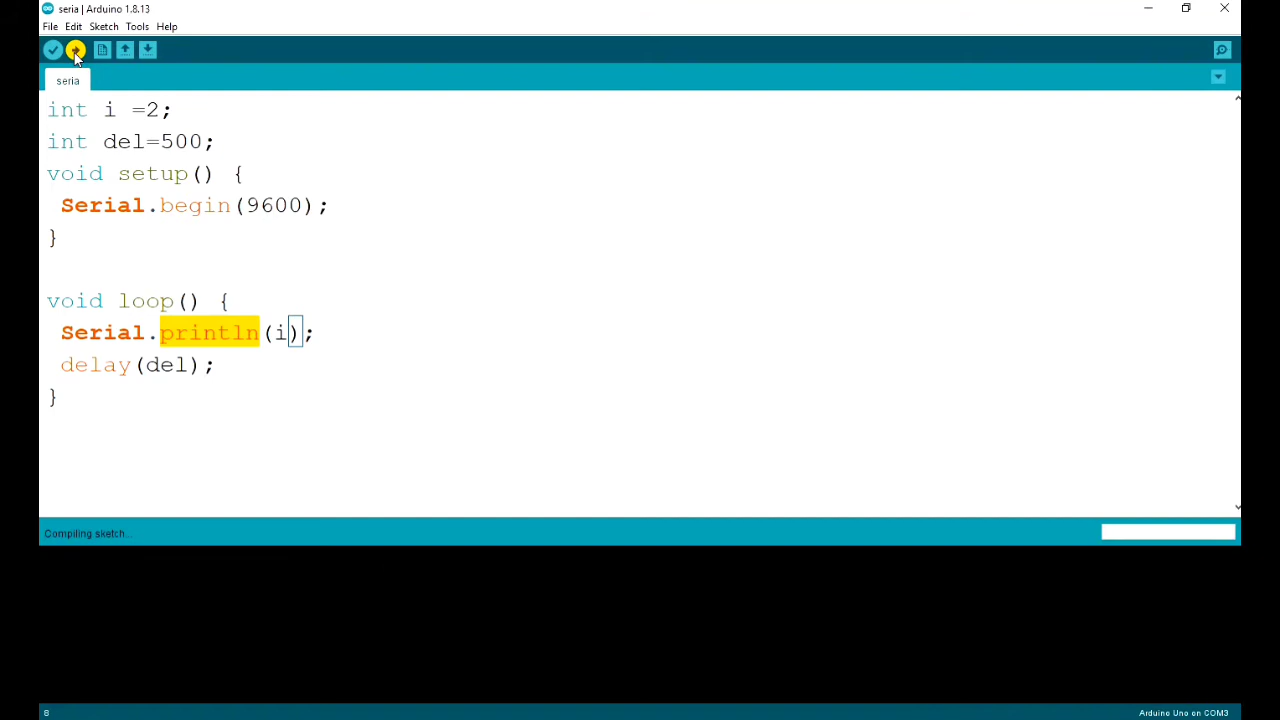 seria | Arduino 1.8.13
File Edit Sketch Tools Help
seria
int i =2;
int del=500;
void setup() {
Serial.begin(9600);
}
void loop() {
Serial.println(i);
delay(del);
}
Compiling sketch...
8
Arduino Uno on COM3